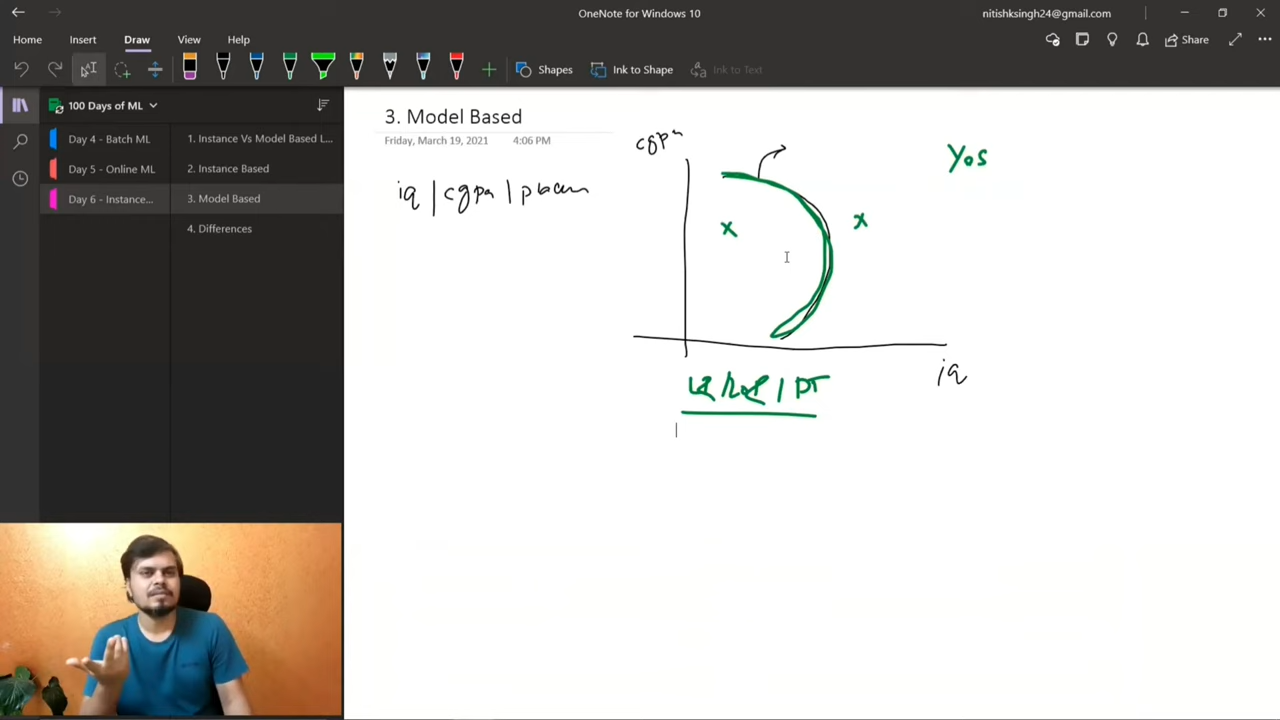 OneNote for Windows 10
nitishksingh24@gmail.com
Home Insert Draw View Help
Share
Shapes Ink to Shape Ink to Text
100 Days of ML
Day 4 - Batch ML
Day 5 - Online ML
Day 6 - Instance...
1. Instance Vs Model Based L...
2. Instance Based
3. Model Based
4. Differences
3. Model Based
Friday, March 19, 2021 4:06 PM
iq | cgpa |
cgpa
Yes
x x
iq
| DT